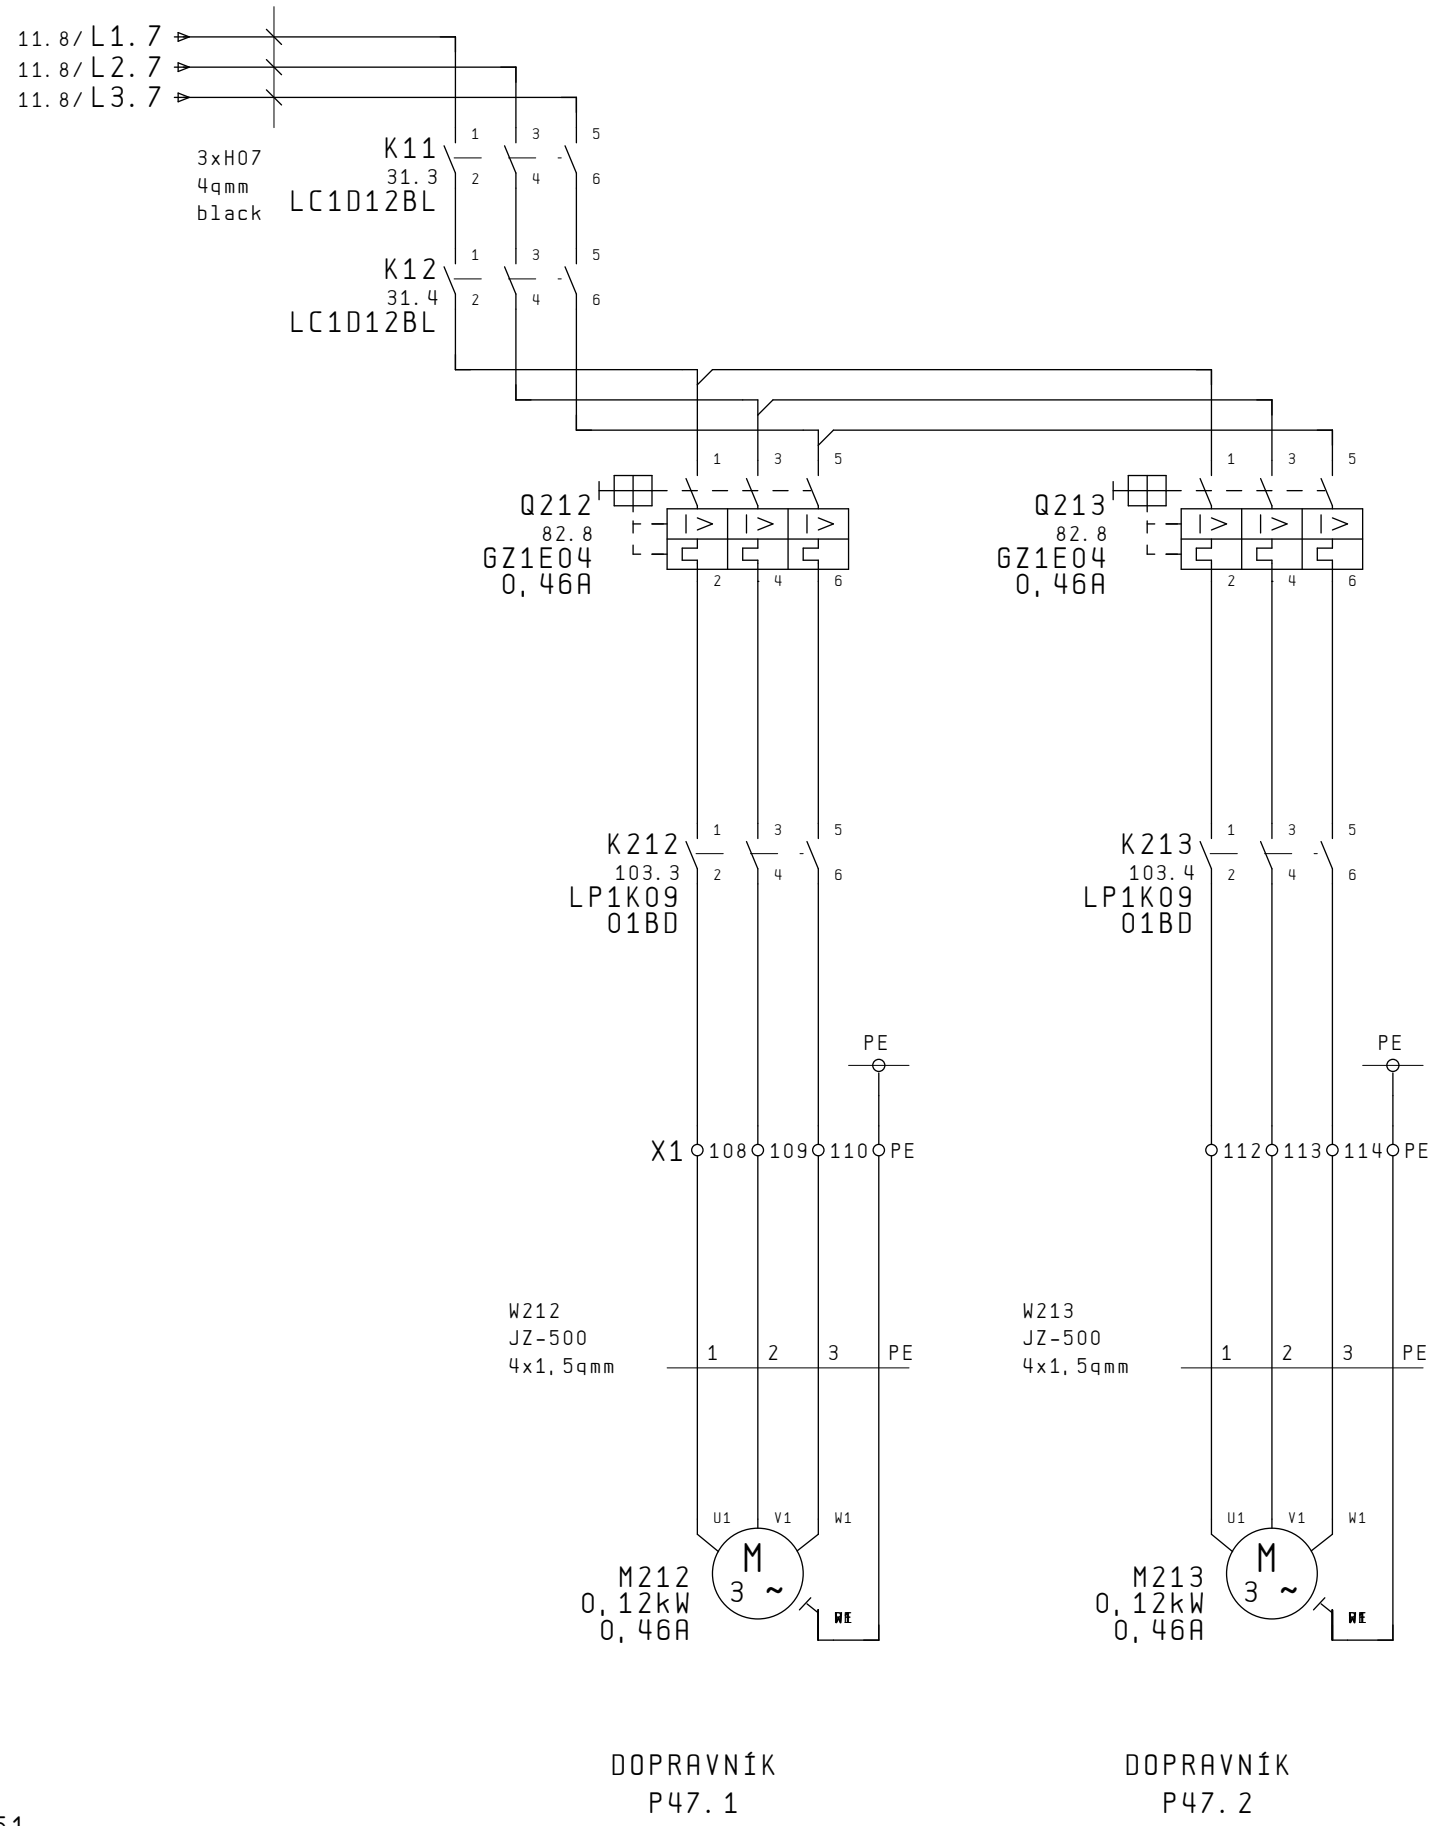 11.8/L1.7
11.8/L2.7
11.8/L3.7
3xH07
4qmm
black
K11
31.3
LC1D12BL
1 3 5
2 4 6
K12
31.4
LC1D12BL
1 3 5
2 4 6
Q212
82.8
GZ1E04
0,46A
1 3 5
I> I> I>
2 4 6
Q213
82.8
GZ1E04
0,46A
1 3 5
I> I> I>
2 4 6
K212
103.3
LP1K09
01BD
1 3 5
2 4 6
K213
103.4
LP1K09
01BD
1 3 5
2 4 6
PE
PE
X1 108 109 110 PE
112 113 114 PE
W212
JZ-500
4x1,5qmm
1 2 3 PE
W213
JZ-500
4x1,5qmm
1 2 3 PE
U1 V1 W1
M
3 ~
M212
0,12kW
0,46A
U1 V1 W1
M
3 ~
M213
0,12kW
0,46A
DOPRAVNÍK
P47.1
DOPRAVNÍK
P47.2